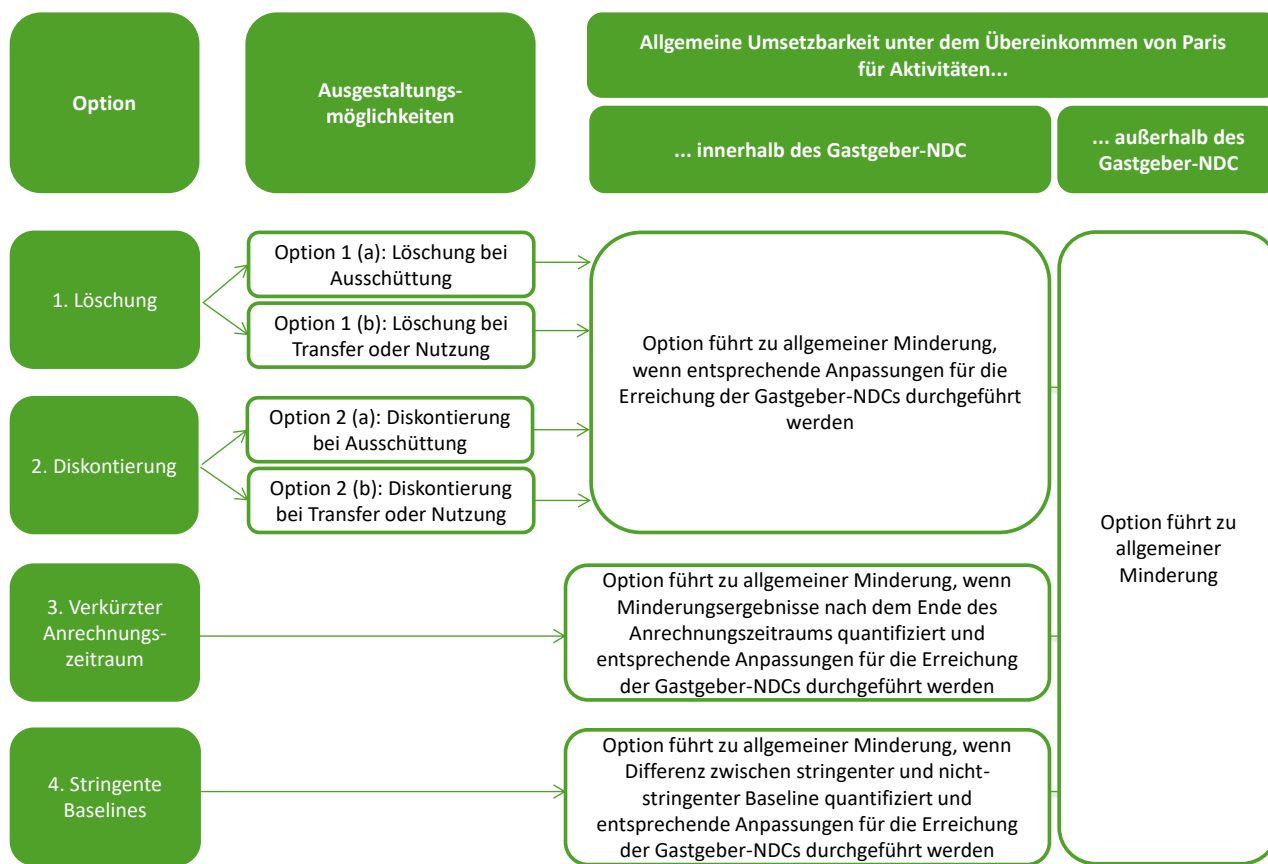 Option
Ausgestaltungs-
möglichkeiten
Allgemeine Umsetzbarkeit unter dem Übereinkommen von Paris
für Aktivitäten...
... innerhalb des Gastgeber-NDC
... außerhalb des
Gastgeber-NDC
1. Löschung
Option 1 (a): Löschung bei
Ausschüttung
Option 1 (b): Löschung bei
Transfer oder Nutzung
2. Diskontierung
Option 2 (a): Diskontierung
bei Ausschüttung
Option 2 (b): Diskontierung
bei Transfer oder Nutzung
Option führt zu allgemeiner Minderung,
wenn entsprechende Anpassungen für die
Erreichung der Gastgeber-NDCs durchgeführt
werden
3. Verkürzter
Anrechnungs-
zeitraum
Option führt zu allgemeiner Minderung, wenn
Minderungsergebnisse nach dem Ende des
Anrechnungszeitraums quantifiziert und
entsprechende Anpassungen für die Erreichung
der Gastgeber-NDCs durchgeführt werden
4. Stringente
Baselines
Option führt zu allgemeiner Minderung, wenn
Differenz zwischen stringenter und nicht-
stringenter Baseline quantifiziert und
entsprechende Anpassungen für die Erreichung
der Gastgeber-NDCs durchgeführt werden
Option führt zu
allgemeiner
Minderung